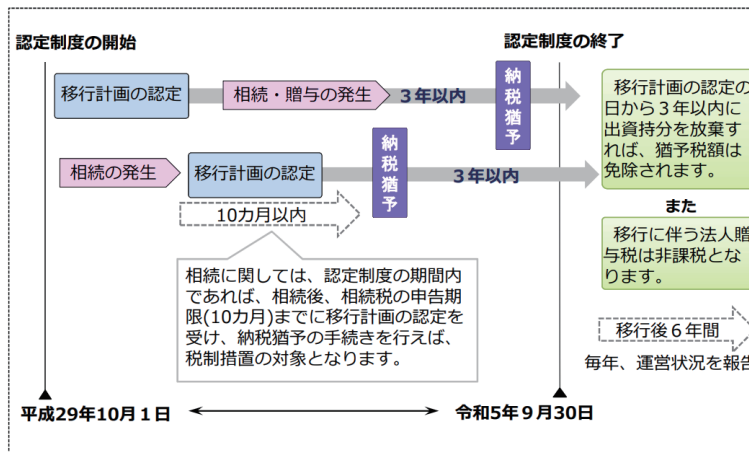 認定制度の開始
認定制度の終了
移行計画の認定
相続・贈与の発生
3年以内
納税猶予
相続の発生
移行計画の認定
納税猶予
3年以内
10カ月以内
相続に関しては、認定制度の期間内
であれば、相続後、相続税の申告期
限(10カ月)までに移行計画の認定を
受け、納税猶予の手続きを行えば、
税制措置の対象となります。
移行計画の認定の
日から３年以内に
出資持分を放棄す
れば、猶予税額は
免除されます。
また
移行に伴う法人贈
与税は非課税とな
ります。
移行後６年間
毎年、運営状況を報告
平成29年10月１日
令和5年９月30日